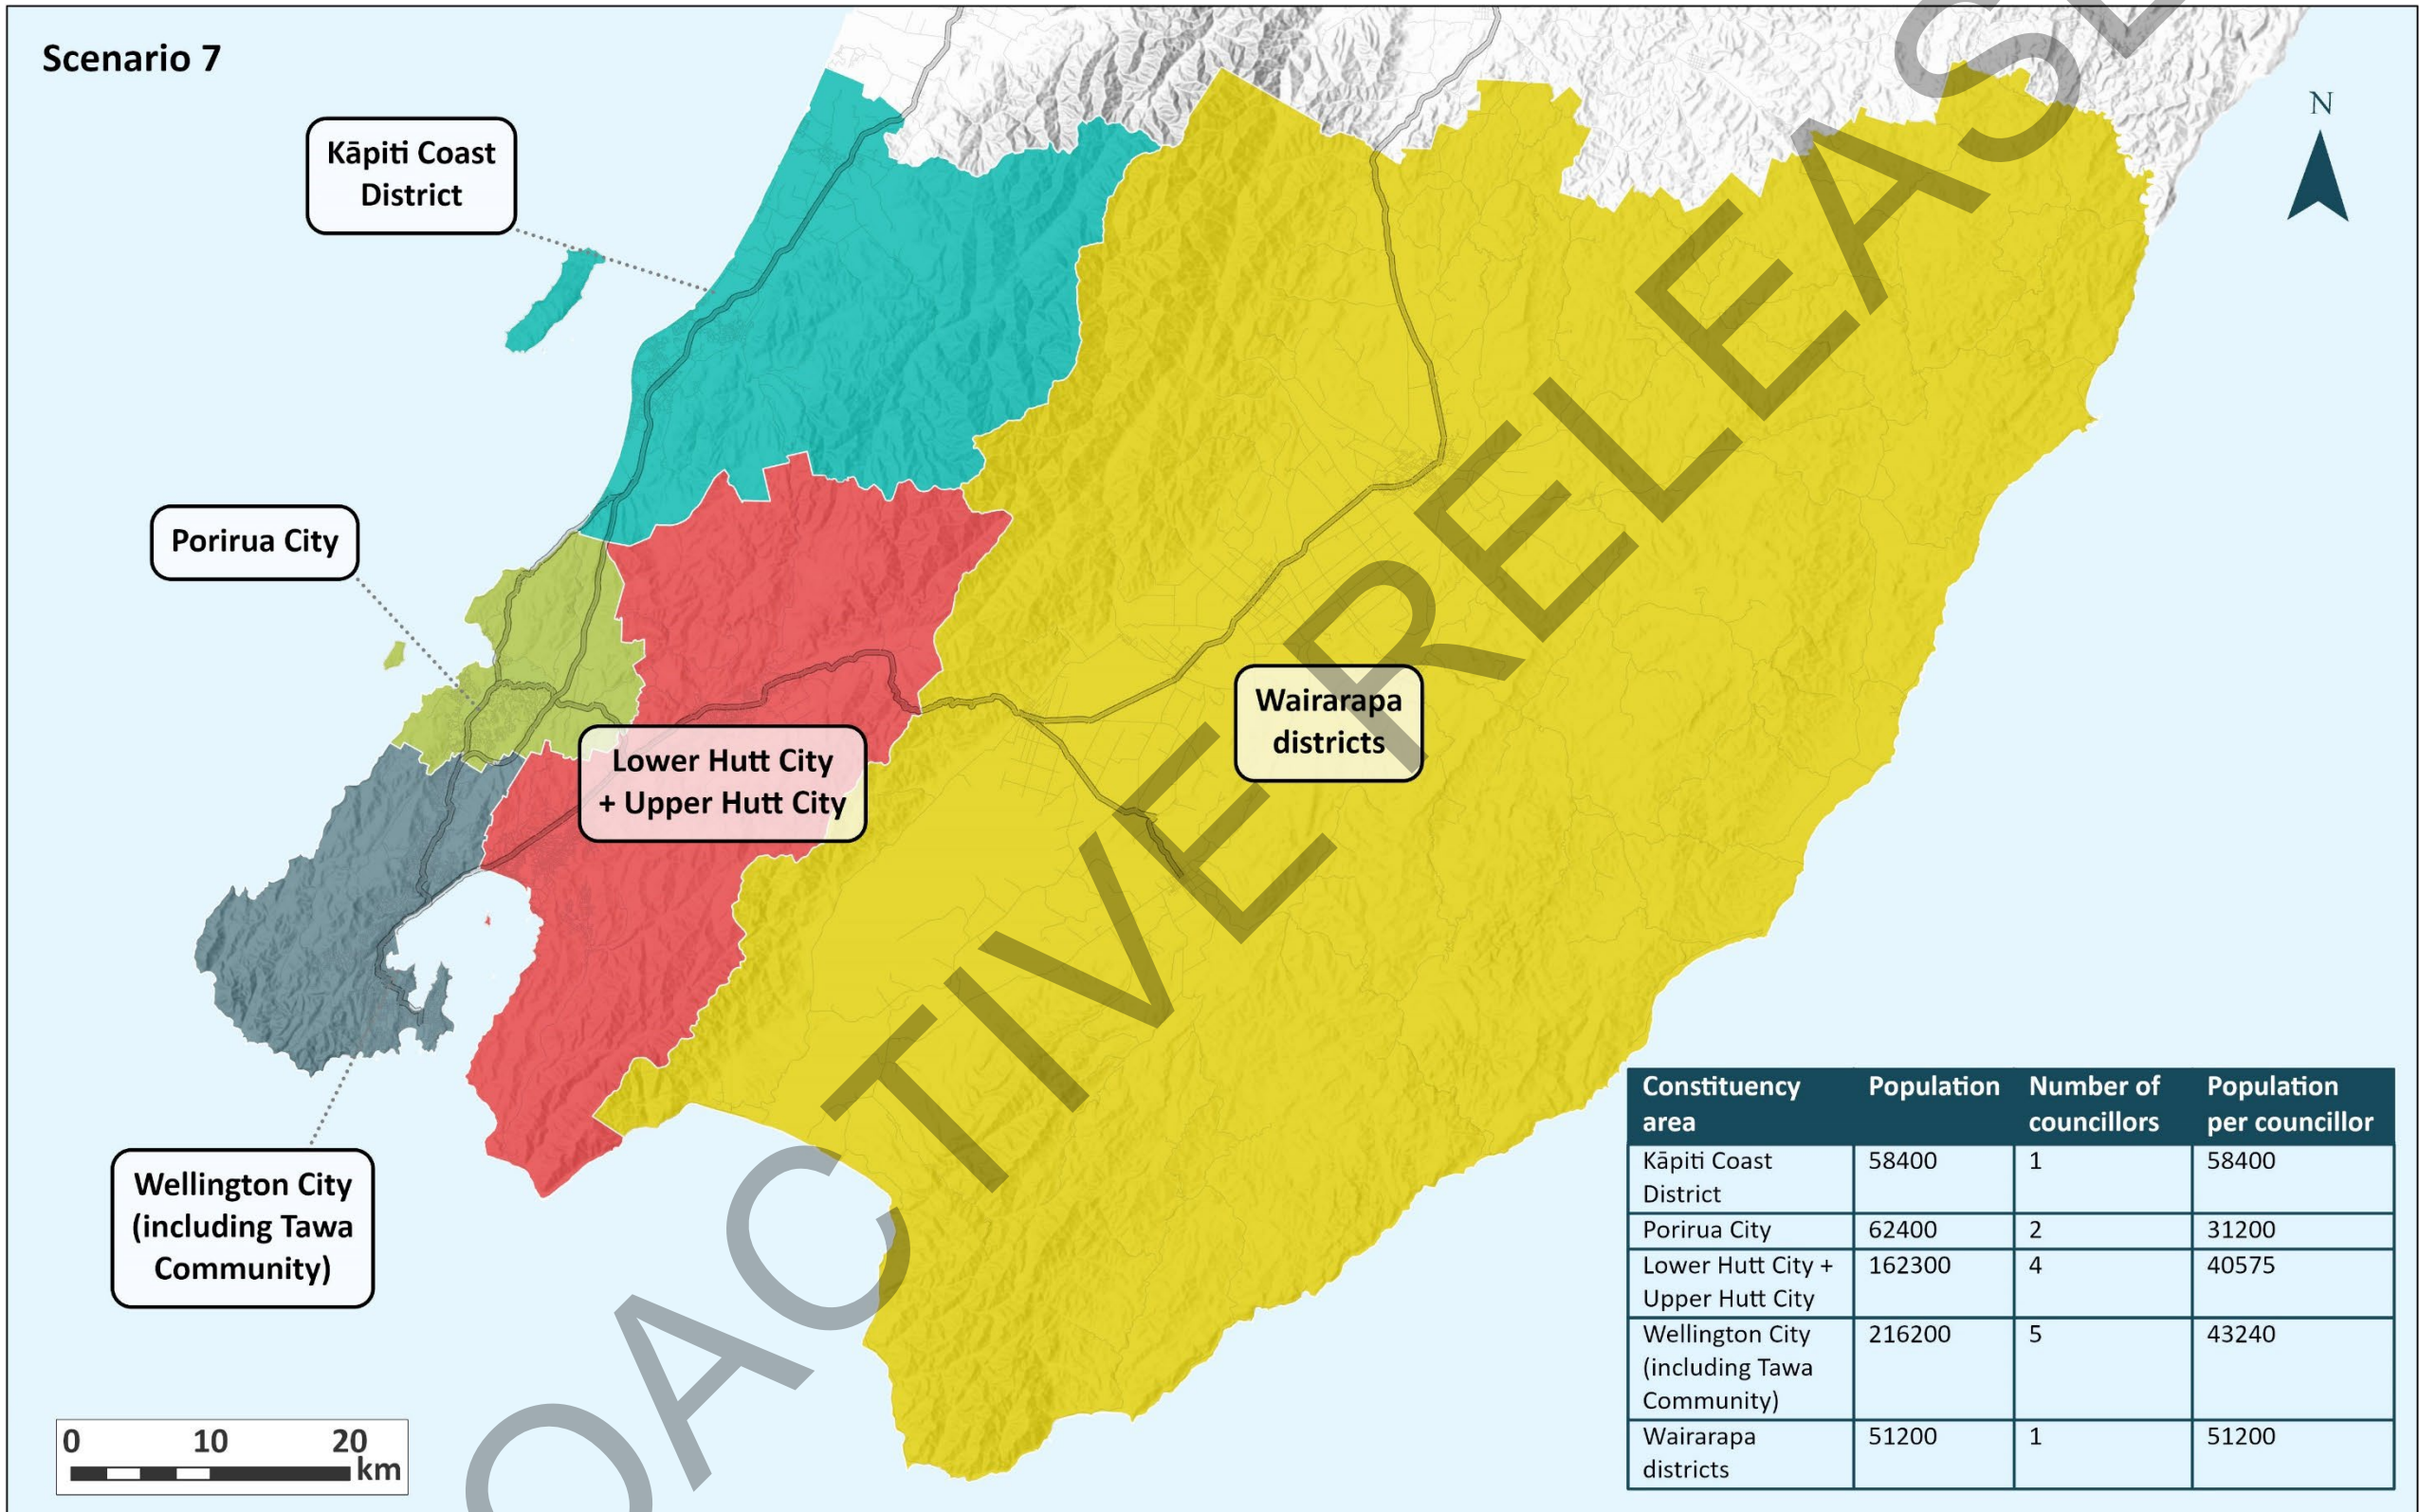 Scenario 7
N
Kāpiti Coast
District
Porirua City
Lower Hutt City
+ Upper Hutt City
Wairarapa
districts
Wellington City
(including Tawa
Community)
0 10 20
km
Constituency area Population Number of councillors Population per councillor
Kāpiti Coast District 58400 1 58400
Porirua City 62400 2 31200
Lower Hutt City + Upper Hutt City 162300 4 40575
Wellington City (including Tawa Community) 216200 5 43240
Wairarapa districts 51200 1 51200
OACTIVE RELEASE